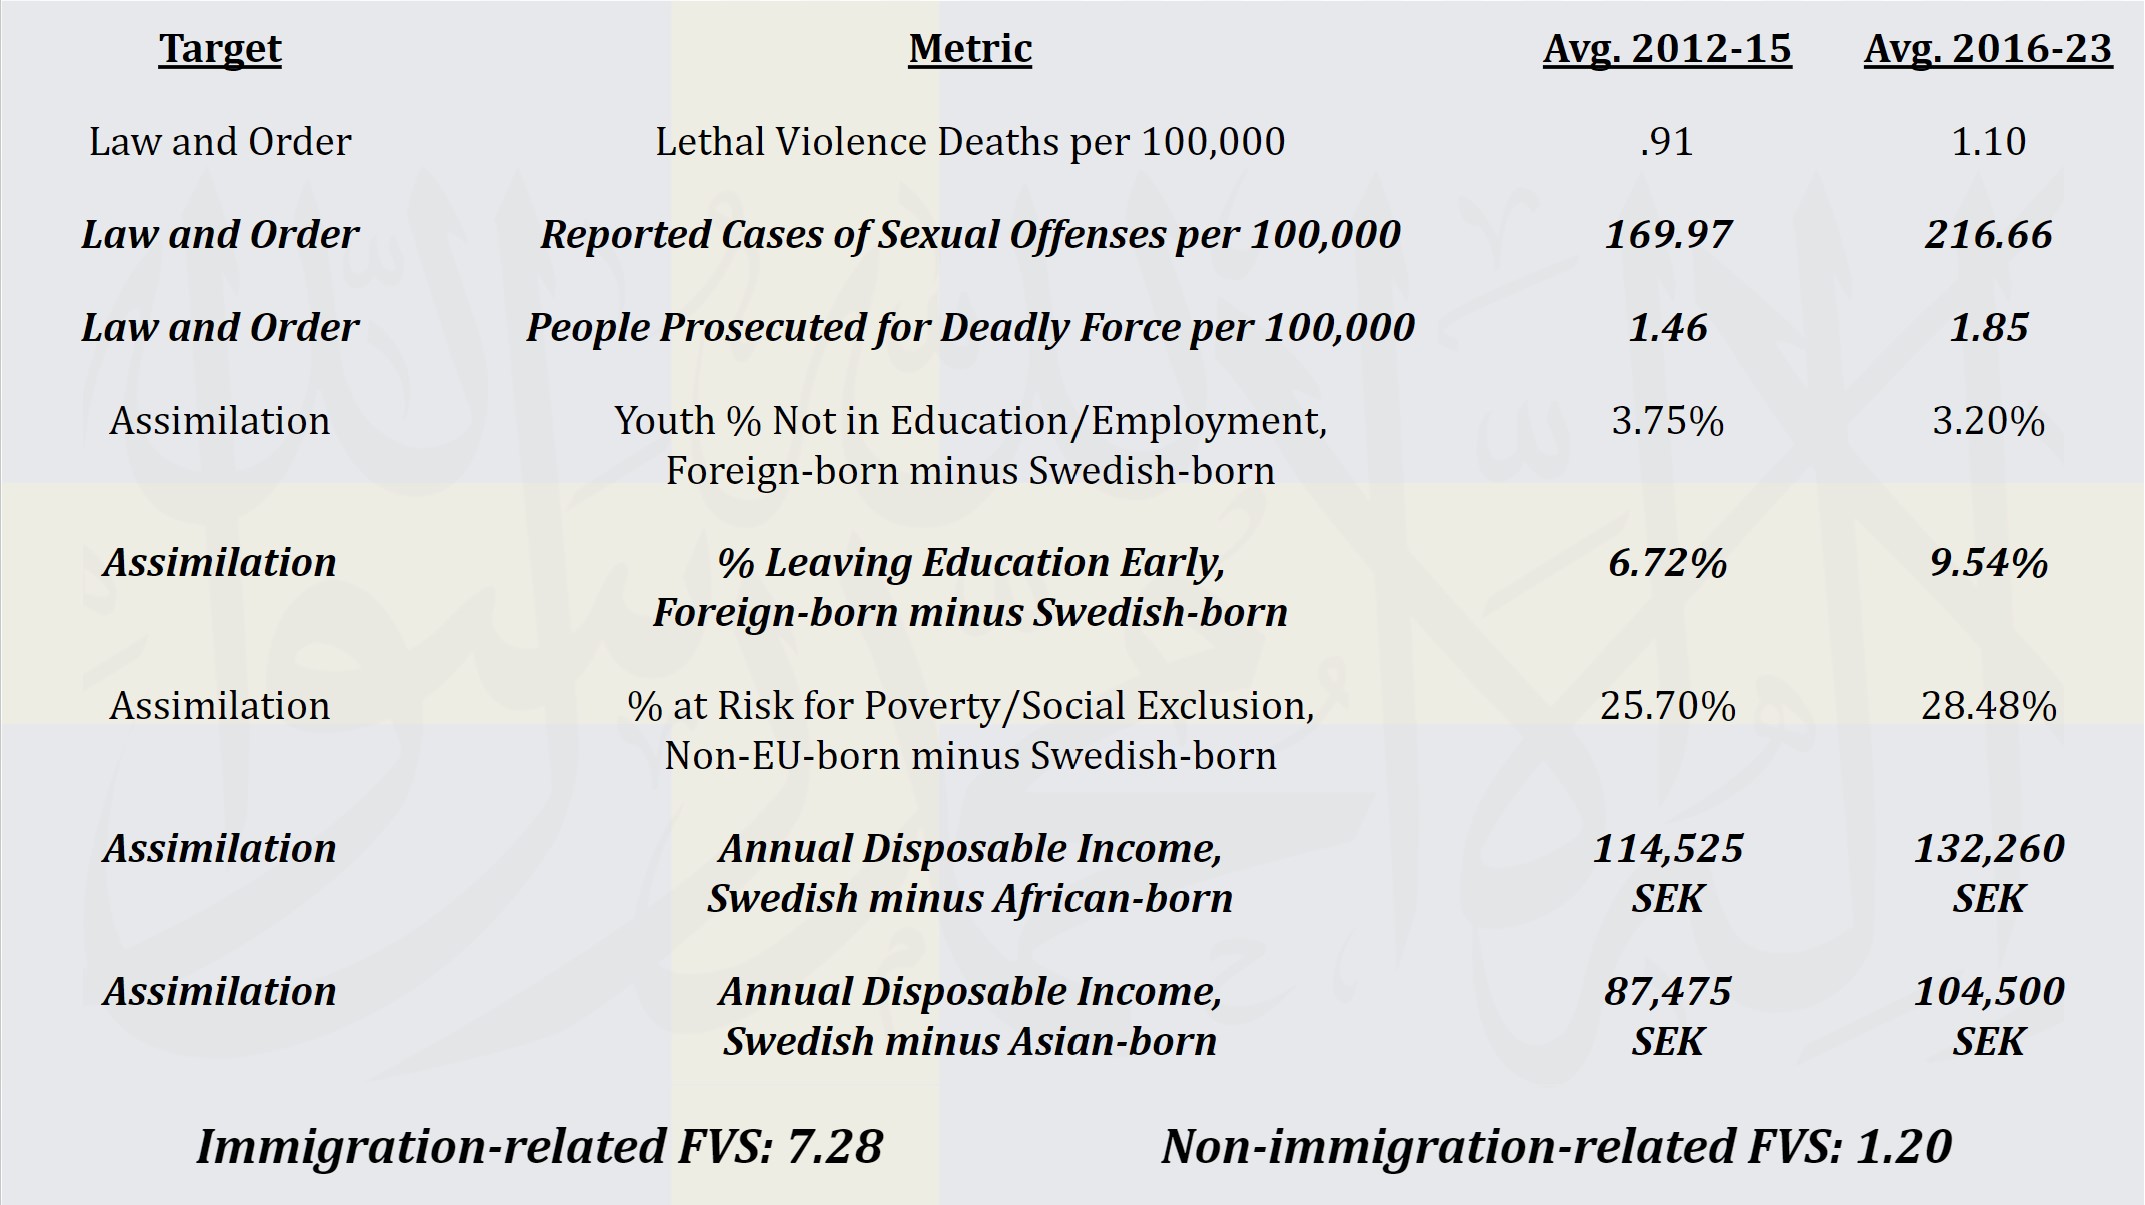 Target Metric Avg. 2012-15 Avg. 2016-23
Law and Order Lethal Violence Deaths per 100,000 .91 1.10
Law and Order Reported Cases of Sexual Offenses per 100,000 169.97 216.66
Law and Order People Prosecuted for Deadly Force per 100,000 1.46 1.85
Assimilation Youth % Not in Education/Employment, 3.75% 3.20%
Foreign-born minus Swedish-born
Assimilation % Leaving Education Early, 6.72% 9.54%
Foreign-born minus Swedish-born
Assimilation % at Risk for Poverty/Social Exclusion, 25.70% 28.48%
Non-EU-born minus Swedish-born
Assimilation Annual Disposable Income, 114,525 132,260
Swedish minus African-born SEK SEK
Assimilation Annual Disposable Income, 87,475 104,500
Swedish minus Asian-born SEK SEK
Immigration-related FVS: 7.28 Non-immigration-related FVS: 1.20